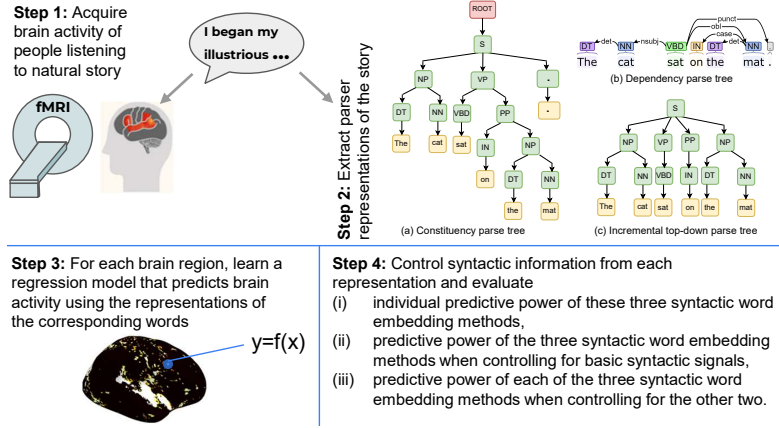 Step 1: Acquire
brain activity of
people listening
to natural story
I began my
illustrious ...
fMRI
Step 2: Extract parser
representations of the story
ROOT
S
NP
VP
.
DT
NN
VBD
PP
.
The
cat
sat
IN
NP
on
DT
NN
the
mat
(a) Constituency parse tree
punct
obl
case
det
nsubj
det
DT
NN
VBD
IN
DT
NN
.
The cat sat on the mat .
(b) Dependency parse tree
S
NP
VP
PP
NP
DT
NN
VBD
IN
DT
NN
The
cat
sat
on
the
mat
(c) Incremental top-down parse tree
Step 3: For each brain region, learn a
regression model that predicts brain
activity using the representations of
the corresponding words
y=f(x)
Step 4: Control syntactic information from each
representation and evaluate
(i) individual predictive power of these three syntactic word
embedding methods,
(ii) predictive power of the three syntactic word embedding
methods when controlling for basic syntactic signals,
(iii) predictive power of each of the three syntactic word
embedding methods when controlling for the other two.